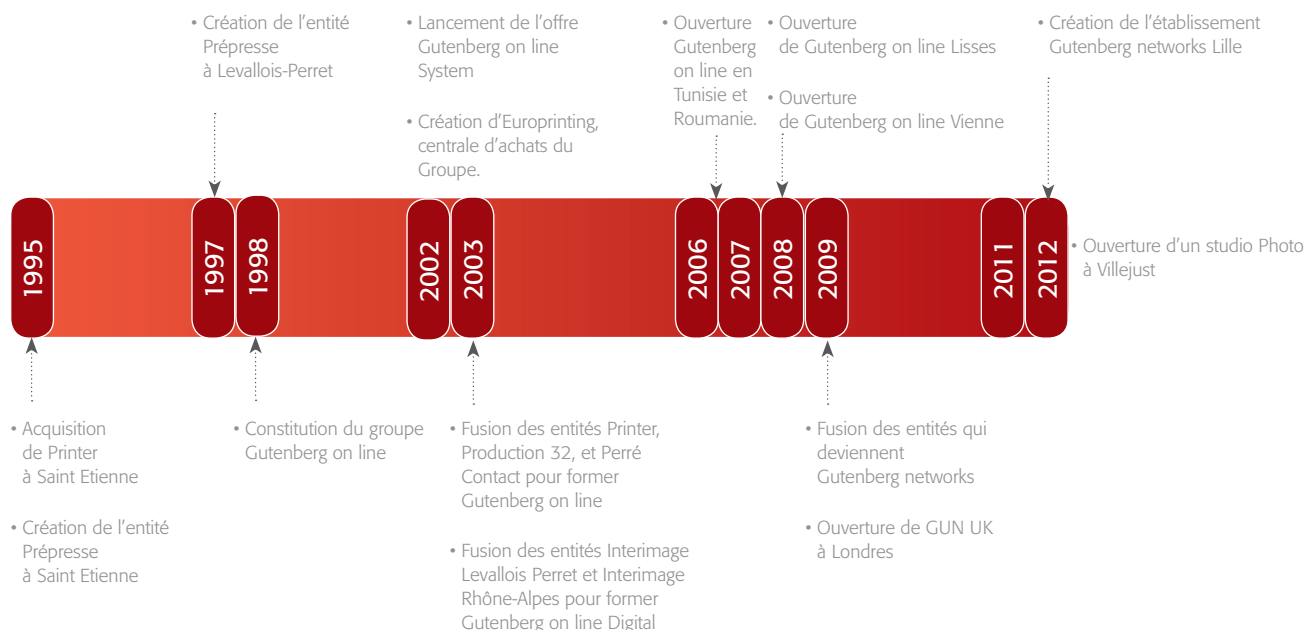 • Création de l'entité
Prépresse
à Levallois-Perret
• Lancement de l'offre
Gutenberg on line
System
• Création d'Europrinting,
centrale d'achats du
Groupe.
• Ouverture
Gutenberg
on line en
Tunisie et
Roumanie.
• Ouverture
de Gutenberg on line Lisses
• Ouverture
de Gutenberg on line Vienne
• Création de l'établissement
Gutenberg networks Lille
1995
1997
1998
2002
2003
2006
2007
2008
2009
2011
2012
• Ouverture d'un studio Photo
à Villejust
• Acquisition
de Printer
à Saint Etienne
• Création de l'entité
Prépresse
à Saint Etienne
• Constitution du groupe
Gutenberg on line
• Fusion des entités Printer,
Production 32, et Perré
Contact pour former
Gutenberg on line
• Fusion des entités Interimage
Levallois Perret et Interimage
Rhône-Alpes pour former
Gutenberg on line Digital
• Fusion des entités qui
deviennent
Gutenberg networks
• Ouverture de GUN UK
à Londres